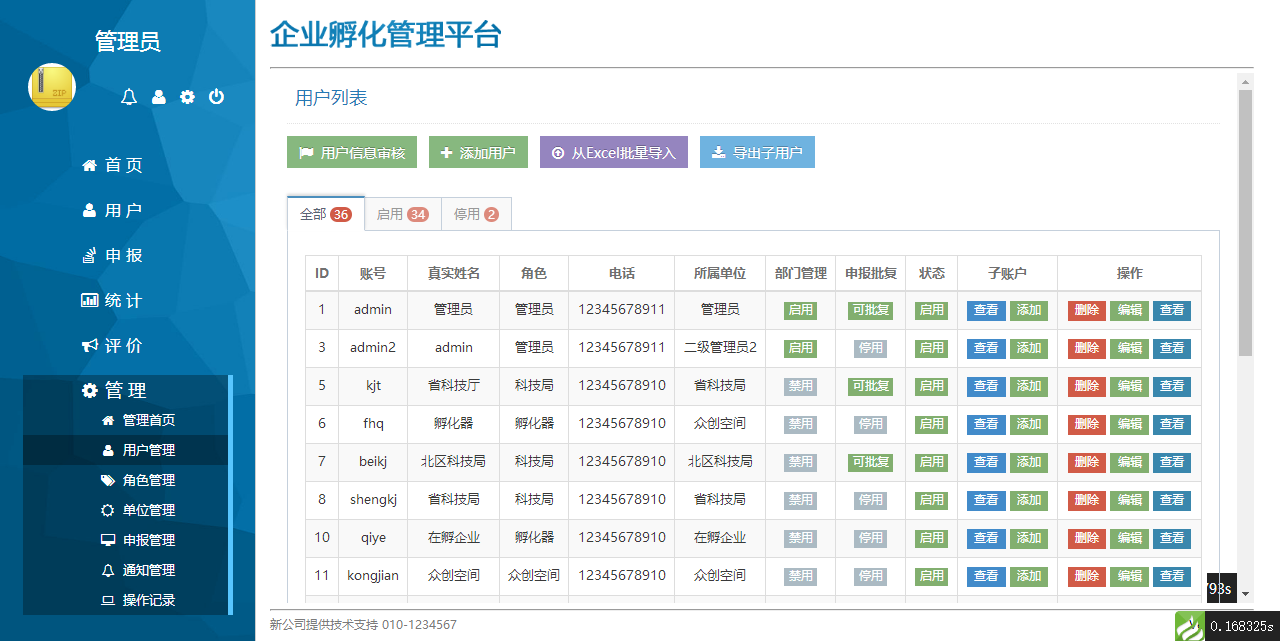 管理员
ZIP
首 页
用 户
申 报
统 计
评 价
管 理
管理首页
用户管理
角色管理
单位管理
申报管理
通知管理
操作记录
企业孵化管理平台
用户列表
用户信息审核 添加用户 从Excel批量导入 导出子用户
全部 36 启用 34 停用 2
ID 账号 真实姓名 角色 电话 所属单位 部门管理 申报批复 状态 子账户 操作
1 admin 管理员 管理员 12345678911 管理员 启用 可批复 启用 查看 添加 删除 编辑 查看
3 admin2 admin 管理员 12345678911 二级管理员2 启用 停用 启用 查看 添加 删除 编辑 查看
5 kjt 省科技厅 科技局 12345678910 省科技局 禁用 可批复 启用 查看 添加 删除 编辑 查看
6 fhq 孵化器 孵化器 12345678910 众创空间 禁用 停用 启用 查看 添加 删除 编辑 查看
7 beikj 北区科技局 科技局 12345678910 北区科技局 禁用 可批复 启用 查看 添加 删除 编辑 查看
8 shengkj 省科技局 科技局 12345678910 省科技局 禁用 停用 启用 查看 添加 删除 编辑 查看
10 qiye 在孵企业 孵化器 12345678910 在孵企业 禁用 停用 启用 查看 添加 删除 编辑 查看
11 kongjian 众创空间 众创空间 12345678910 众创空间 禁用 停用 启用 查看 添加 删除 编辑 查看
93s
新公司提供技术支持 010-1234567
0.168325s